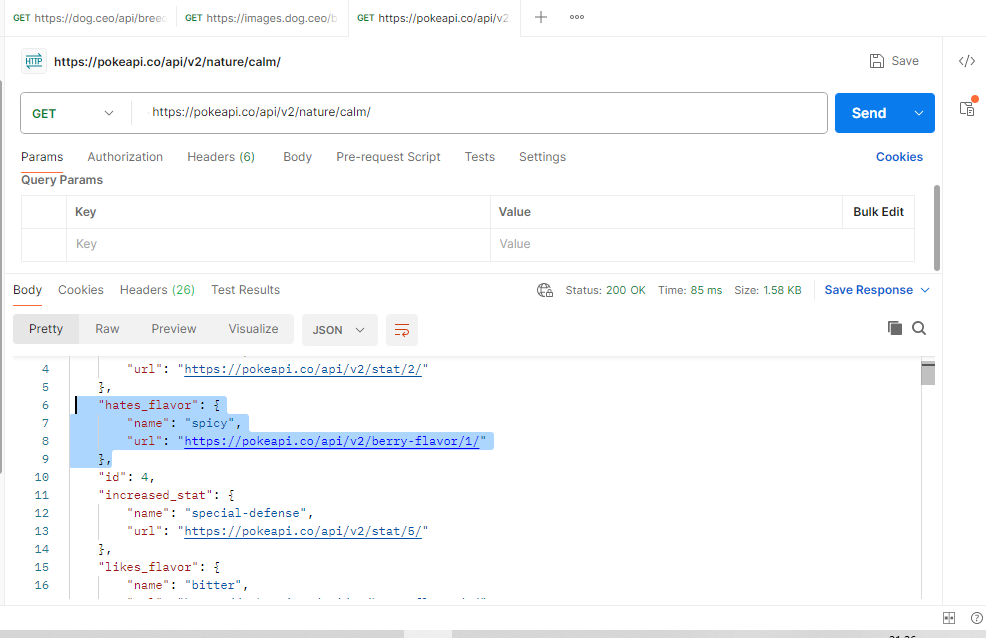 GET https://dog.ceo/api/breed GET https://images.dog.ceo/b GET https://pokeapi.co/api/v2
HTTP https://pokeapi.co/api/v2/nature/calm/ Save
GET https://pokeapi.co/api/v2/nature/calm/ Send
Params Authorization Headers (6) Body Pre-request Script Tests Settings Cookies
Query Params
Key Value Bulk Edit
Key Value
Body Cookies Headers (26) Test Results Status: 200 OK Time: 85 ms Size: 1.58 KB Save Response
Pretty Raw Preview Visualize JSON
4 "url": "https://pokeapi.co/api/v2/stat/2/"
5 },
6 "hates_flavor": {
7 "name": "spicy",
8 "url": "https://pokeapi.co/api/v2/berry-flavor/1/"
9 },
10 "id": 4,
11 "increased_stat": {
12 "name": "special-defense",
13 "url": "https://pokeapi.co/api/v2/stat/5/"
14 },
15 "likes_flavor": {
16 "name": "bitter",